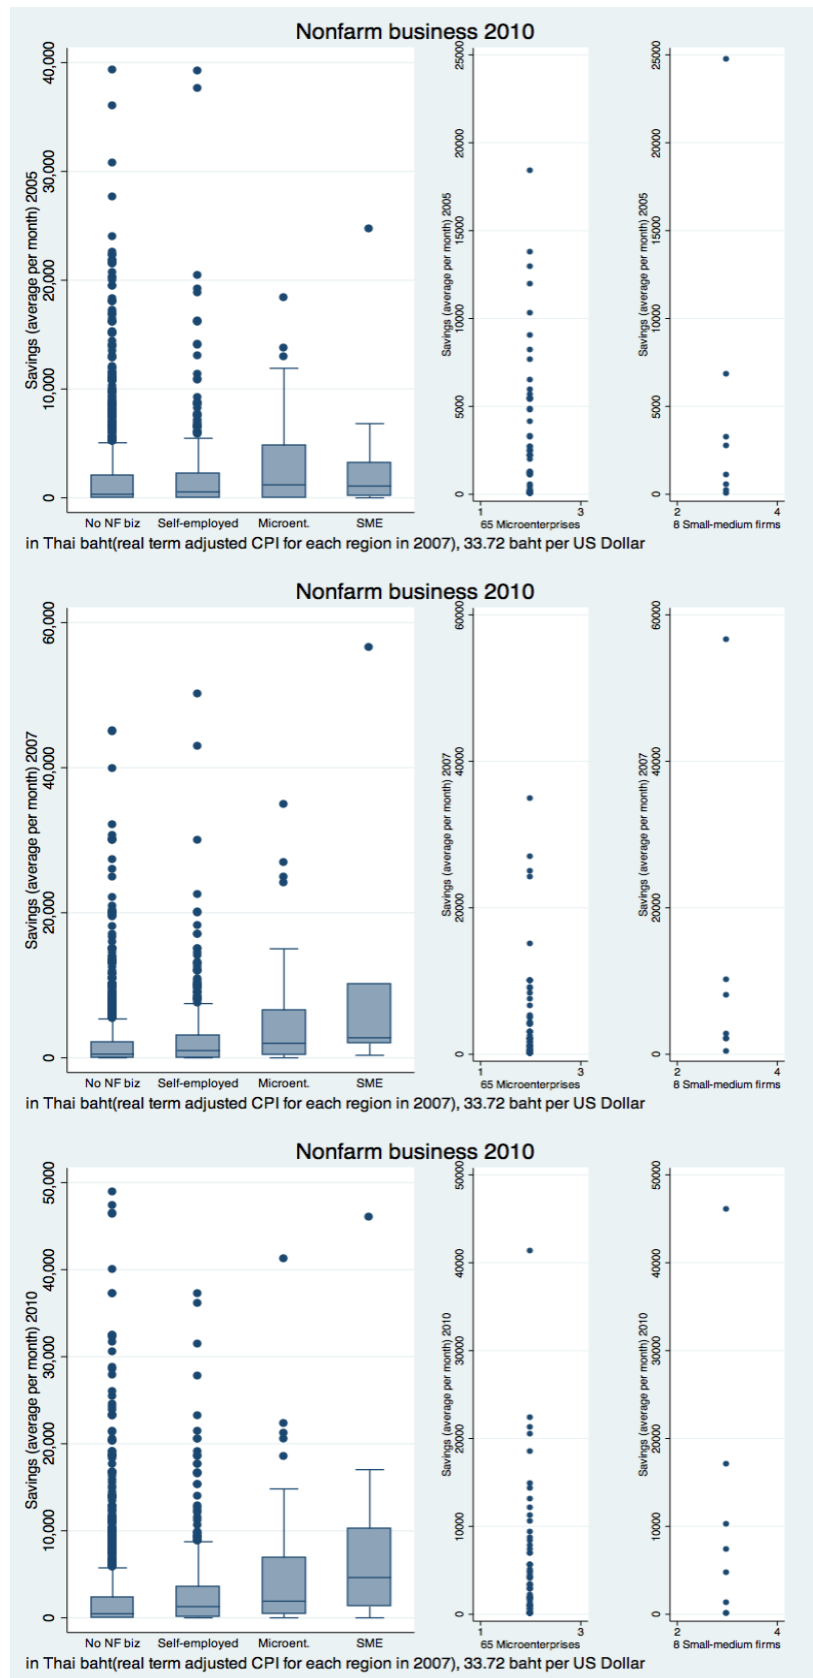 Nonfarm business 2010
Savings (average per month) 2005
40,000
30,000
20,000
10,000
0
No NF biz Self-employed Microent. SME
Savings (average per month) 2005
25000
20000
15000
10000
5000
0
1 3
65 Microenterprises
Savings (average per month) 2005
25000
20000
15000
10000
5000
0
2 4
8 Small-medium firms
in Thai baht(real term adjusted CPI for each region in 2007), 33.72 baht per US Dollar
Nonfarm business 2010
Savings (average per month) 2007
60,000
40,000
20,000
0
No NF biz Self-employed Microent. SME
Savings (average per month) 2007
60000
40000
20000
0
1 3
65 Microenterprises
Savings (average per month) 2007
60000
40000
20000
0
2 4
8 Small-medium firms
in Thai baht(real term adjusted CPI for each region in 2007), 33.72 baht per US Dollar
Nonfarm business 2010
Savings (average per month) 2010
50,000
40,000
30,000
20,000
10,000
0
No NF biz Self-employed Microent. SME
Savings (average per month) 2010
50000
40000
30000
20000
10000
0
1 3
65 Microenterprises
Savings (average per month) 2010
50000
40000
30000
20000
10000
0
2 4
8 Small-medium firms
in Thai baht(real term adjusted CPI for each region in 2007), 33.72 baht per US Dollar